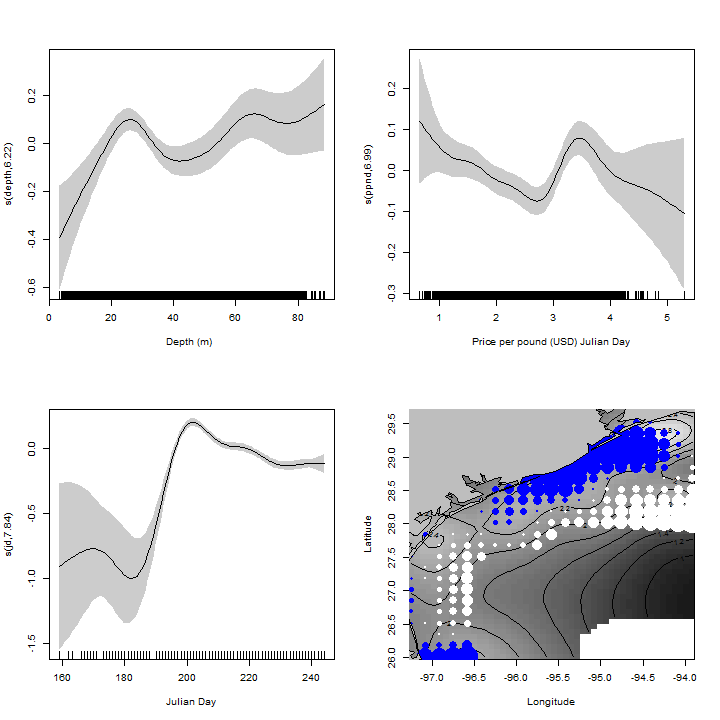 s(depth,6.22)
-0.6 -0.4 -0.2 0.0 0.2
0 20 40 60 80
Depth (m)
s(ppnd,6.99)
-0.3 -0.2 -0.1 0.0 0.1 0.2
1 2 3 4 5
Price per pound (USD) Julian Day
s(jd,7.84)
-1.5 -1.0 -0.5 0.0
160 180 200 220 240
Julian Day
Latitude
26.0 26.5 27.0 27.5 28.0 28.5 29.0 29.5
2.2
-97.0 -96.5 -96.0 -95.5 -95.0 -94.5 -94.0
Longitude